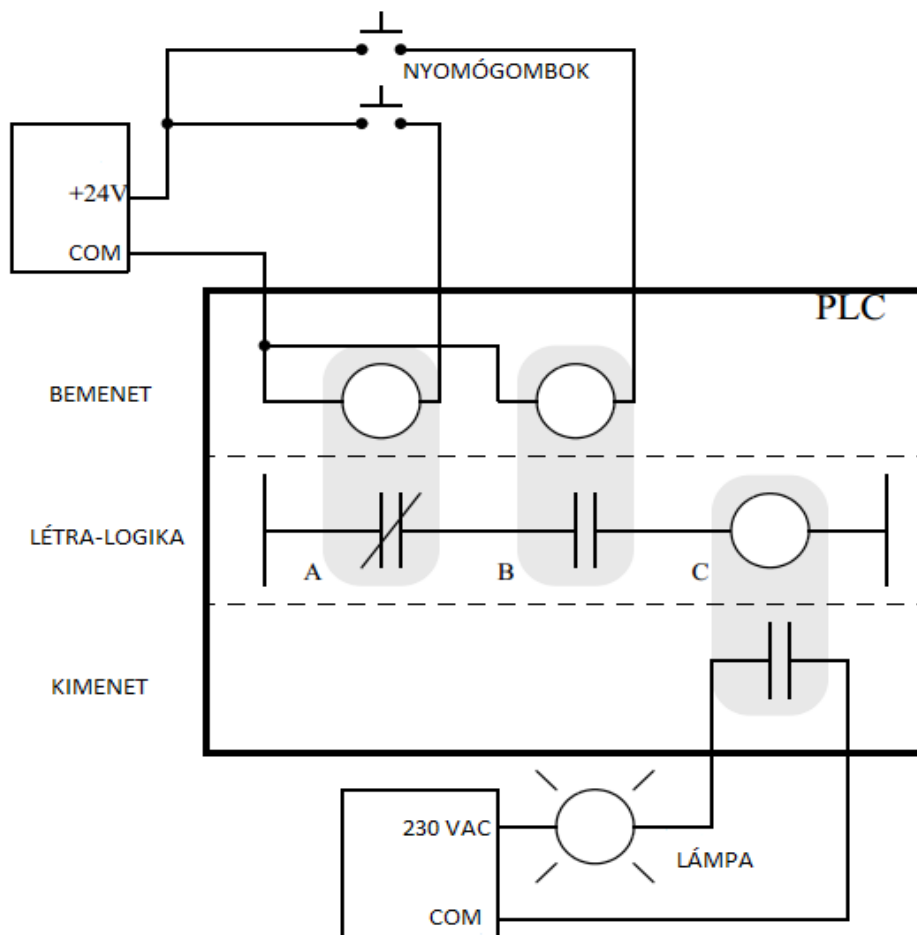 NYOMÓGOMBOK
+24V
COM
PLC
BEMENET
LÉTRA-LOGIKA
A
B
C
KIMENET
230 VAC
LÁMPA
COM